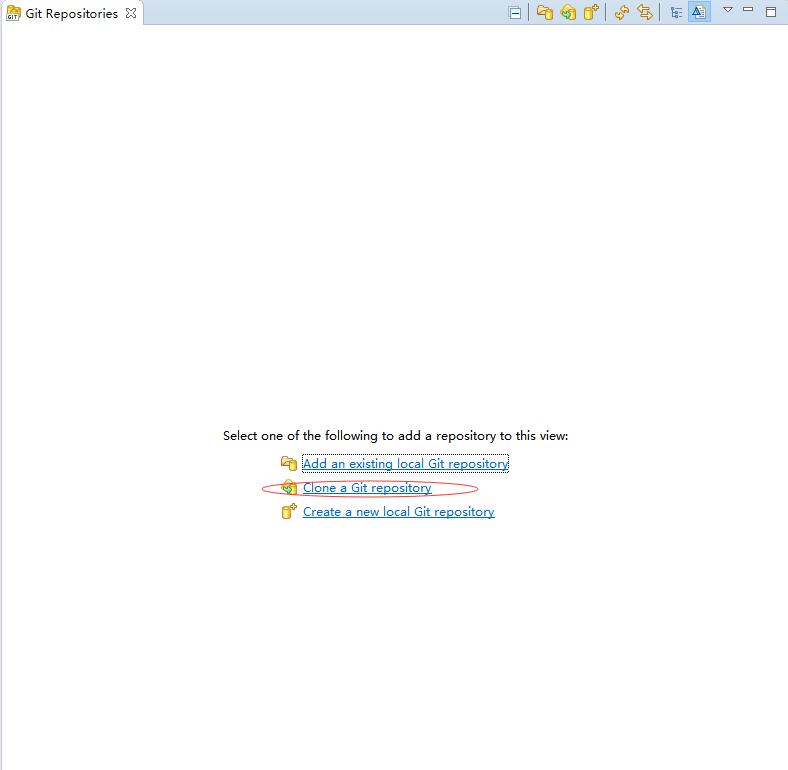 Git Repositories
Select one of the following to add a repository to this view:
Add an existing local Git repository
Clone a Git repository
Create a new local Git repository